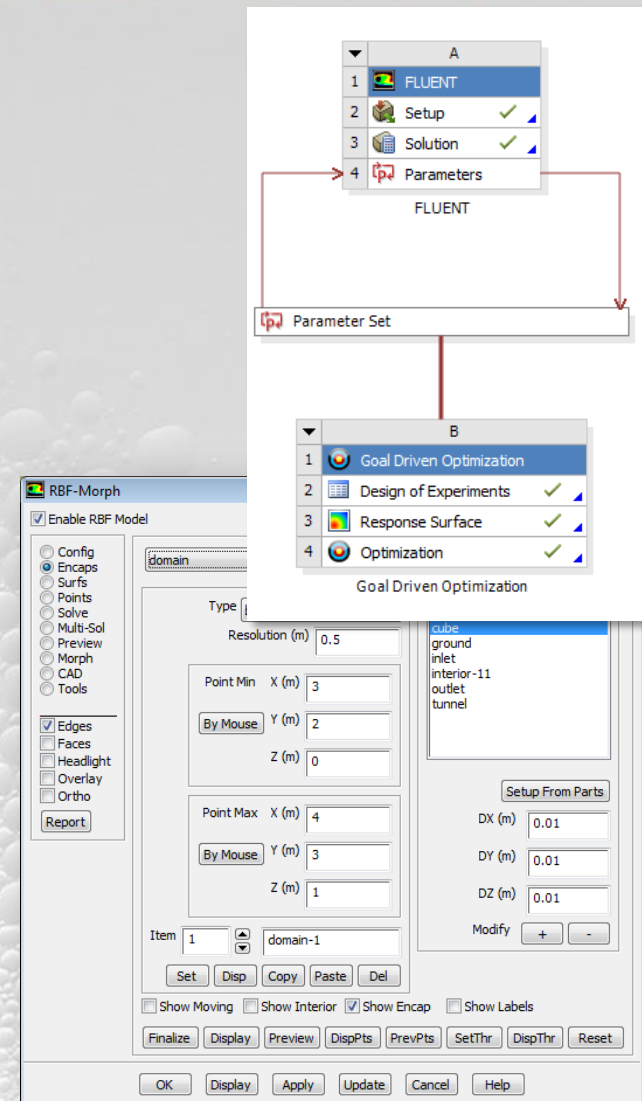 A
1 FLUENT
2 Setup
3 Solution
4 Parameters
FLUENT
Parameter Set
B
1 Goal Driven Optimization
2 Design of Experiments
3 Response Surface
4 Optimization
Goal Driven Optimization
RBF-Morph
Enable RBF Model
Config
Encaps
Surfs
Points
Solve
Multi-Sol
Preview
Morph
CAD
Tools
Edges
Faces
Headlight
Overlay
Ortho
Report
domain
Type
Resolution (m) 0.5
Point Min X (m) 3
By Mouse Y (m) 2
Z (m) 0
Point Max X (m) 4
By Mouse Y (m) 3
Z (m) 1
Item 1 domain-1
Set Disp Copy Paste Del
cube
ground
inlet
interior-11
outlet
tunnel
Setup From Parts
DX (m) 0.01
DY (m) 0.01
DZ (m) 0.01
Modify + -
Show Moving Show Interior Show Encap Show Labels
Finalize Display Preview DispPts PrevPts SetThr DispThr Reset
OK Display Apply Update Cancel Help